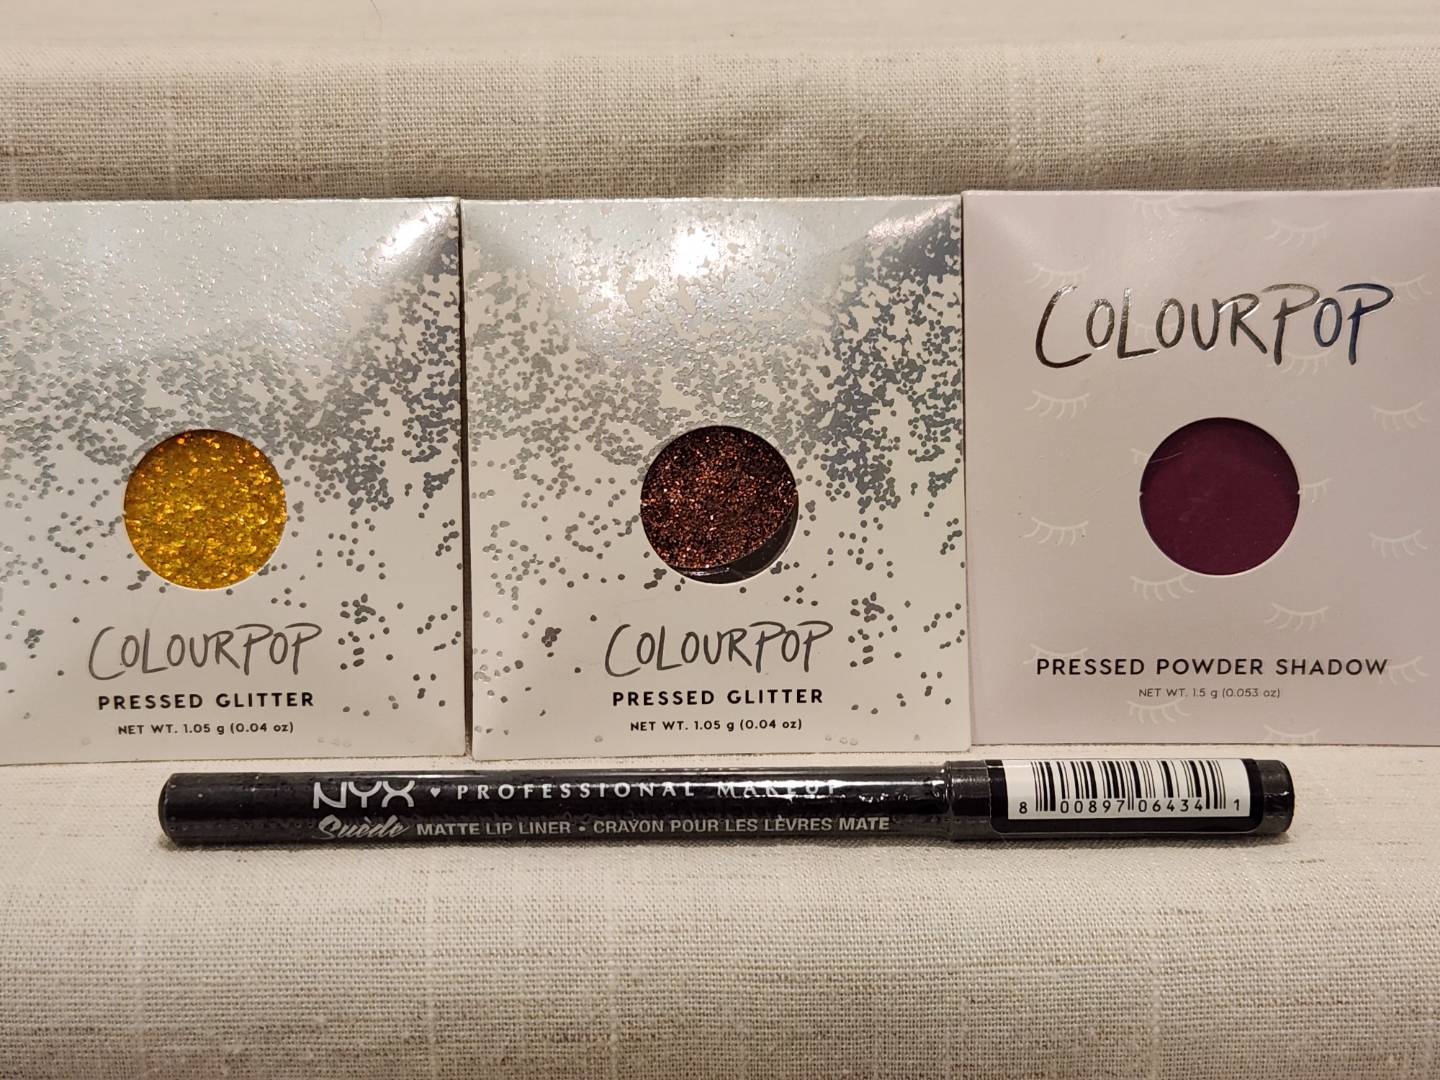 COLOURPOP
PRESSED GLITTER
NET WT. 1.05 g (0.04 oz)
COLOURPOP
PRESSED GLITTER
NET WT. 1.05 g (0.04 oz)
COLOURPOP
PRESSED POWDER SHADOW
NET WT. 1.5 g (0.053 oz)
NYX ♥ PROFESSIONAL MAKEUP
Suède MATTE LIP LINER • CRAYON POUR LES LÈVRES MATE
8 00897 06434 1